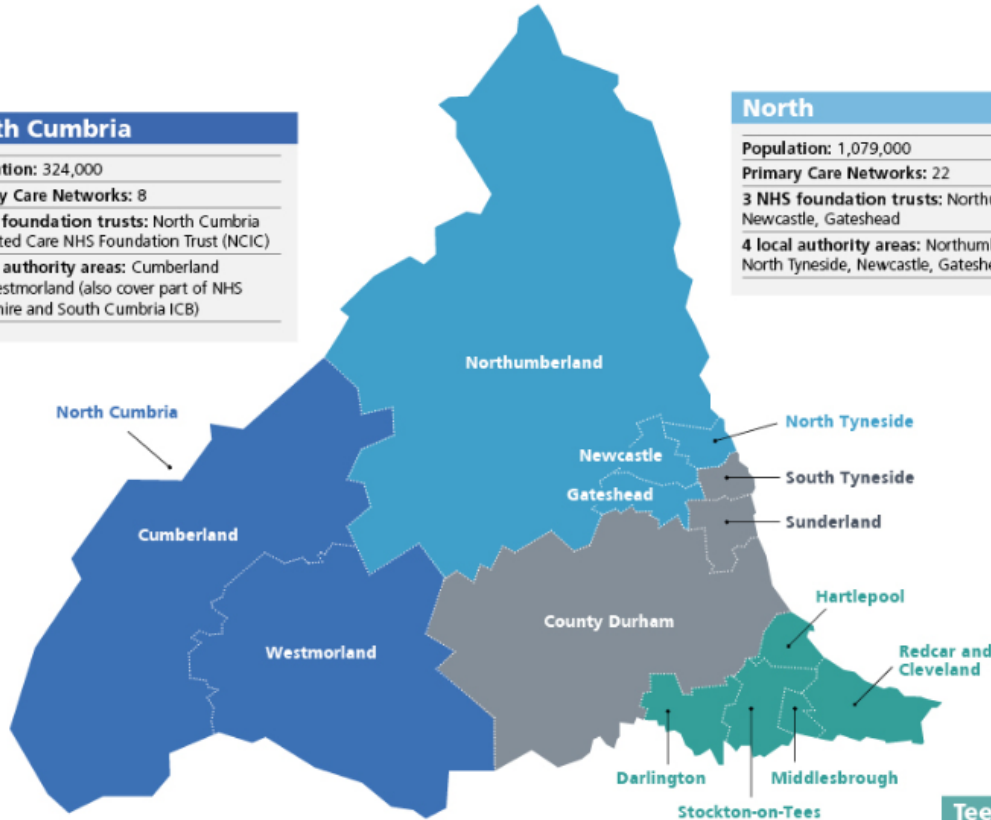 th Cumbria
tion: 324,000
y Care Networks: 8
foundation trusts: North Cumbria
ted Care NHS Foundation Trust (NCIC)
authority areas: Cumberland
estmorland (also cover part of NHS
hire and South Cumbria ICB)
North
Population: 1,079,000
Primary Care Networks: 22
3 NHS foundation trusts: Northu
Newcastle, Gateshead
4 local authority areas: Northuml
North Tyneside, Newcastle, Gateshe
Northumberland
North Cumbria
North Tyneside
Newcastle
South Tyneside
Gateshead
Sunderland
Cumberland
Hartlepool
County Durham
Westmorland
Redcar and
Cleveland
Darlington
Middlesbrough
Stockton-on-Tees
Tee